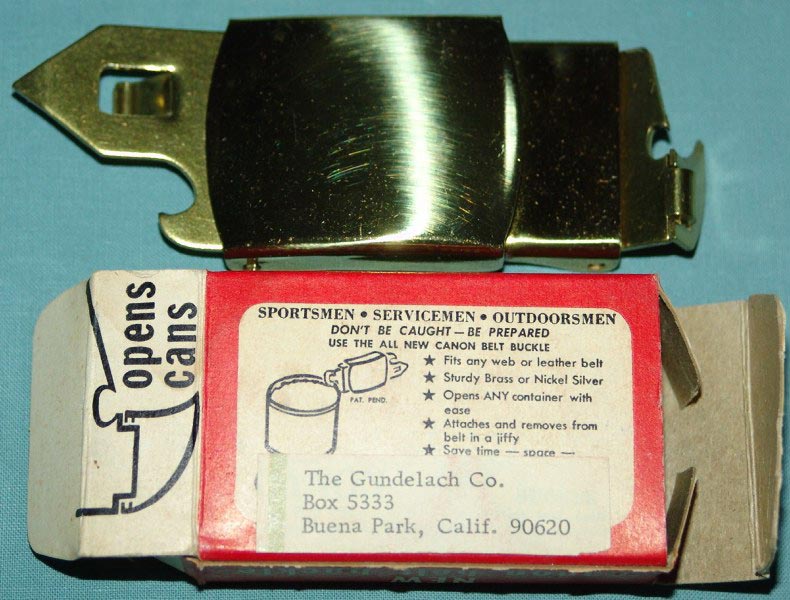 opens
cans
SPORTSMEN • SERVICEMEN • OUTDOORSMEN
DON'T BE CAUGHT — BE PREPARED
USE THE ALL NEW CANON BELT BUCKLE
★ Fits any web or leather belt
★ Sturdy Brass or Nickel Silver
★ Opens ANY container with
ease
★ Attaches and removes from
belt in a jiffy
★ Save time — space —
PAT. PEND.
The Gundelach Co.
Box 5333
Buena Park, Calif. 90620
NEW